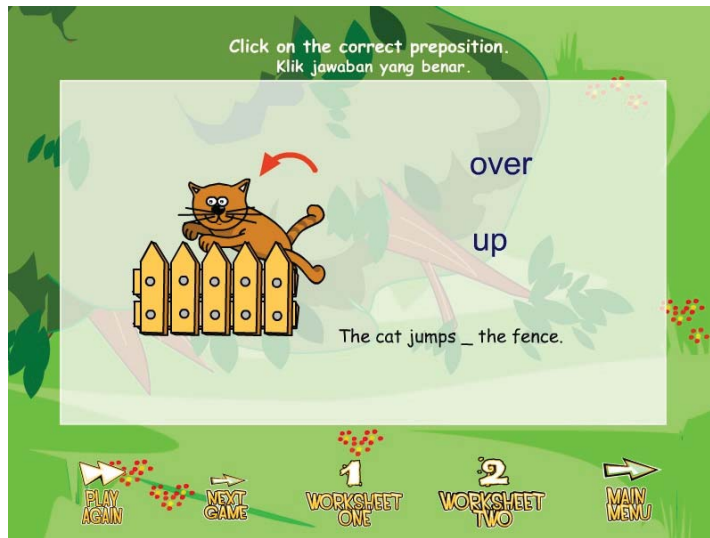 Click on the correct preposition.
Klik jawaban yang benar.
over
up
The cat jumps _ the fence.
PLAY
AGAIN
NEXT
GAME
1
WORKSHEET
ONE
2
WORKSHEET
TWO
MAIN
MENU